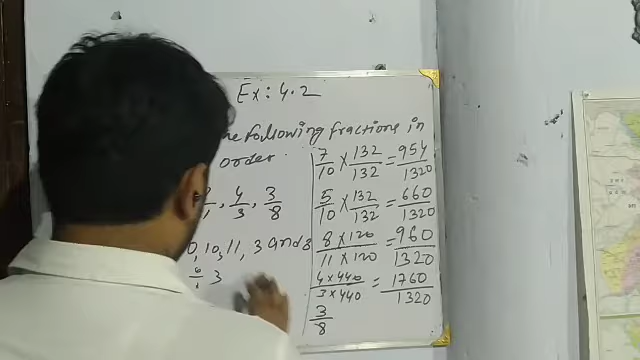 Ex: 4.2
following fractions in
order.
, 4/3, 3/8
0, 10, 11, 3 and 8
3
7/10 × 132/132 = 954/1320
5/10 × 132/132 = 660/1320
8 × 120/11 × 120 = 960/1320
4 × 440/3 × 440 = 1760/1320
3/8